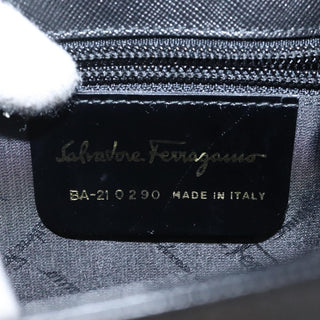 Salvatore Ferragamo
BA-21 0290 MADE IN ITALY